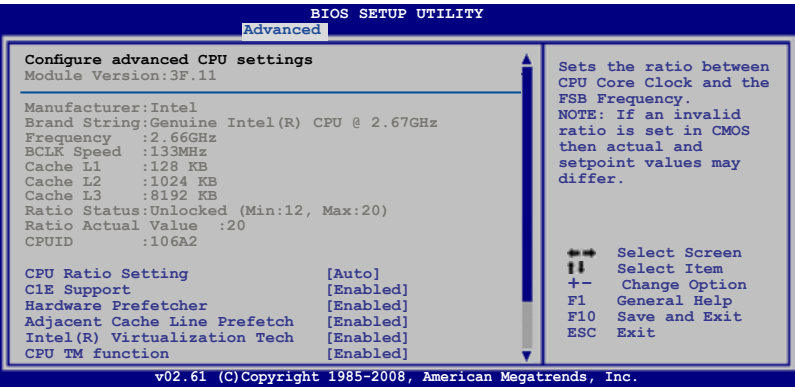 BIOS SETUP UTILITY
Advanced
Configure advanced CPU settings
Module Version:3F.11
Manufacturer:Intel
Brand String:Genuine Intel(R) CPU @ 2.67GHz
Frequency :2.66GHz
BCLK Speed :133MHz
Cache L1 :128 KB
Cache L2 :1024 KB
Cache L3 :8192 KB
Ratio Status:Unlocked (Min:12, Max:20)
Ratio Actual Value :20
CPUID :106A2
CPU Ratio Setting [Auto]
C1E Support [Enabled]
Hardware Prefetcher [Enabled]
Adjacent Cache Line Prefetch [Enabled]
Intel(R) Virtualization Tech [Enabled]
CPU TM function [Enabled]
Sets the ratio between
CPU Core Clock and the
FSB Frequency.
NOTE: If an invalid
ratio is set in CMOS
then actual and
setpoint values may
differ.
←→ Select Screen
↑↓ Select Item
+- Change Option
F1 General Help
F10 Save and Exit
ESC Exit
v02.61 (C)Copyright 1985-2008, American Megatrends, Inc.